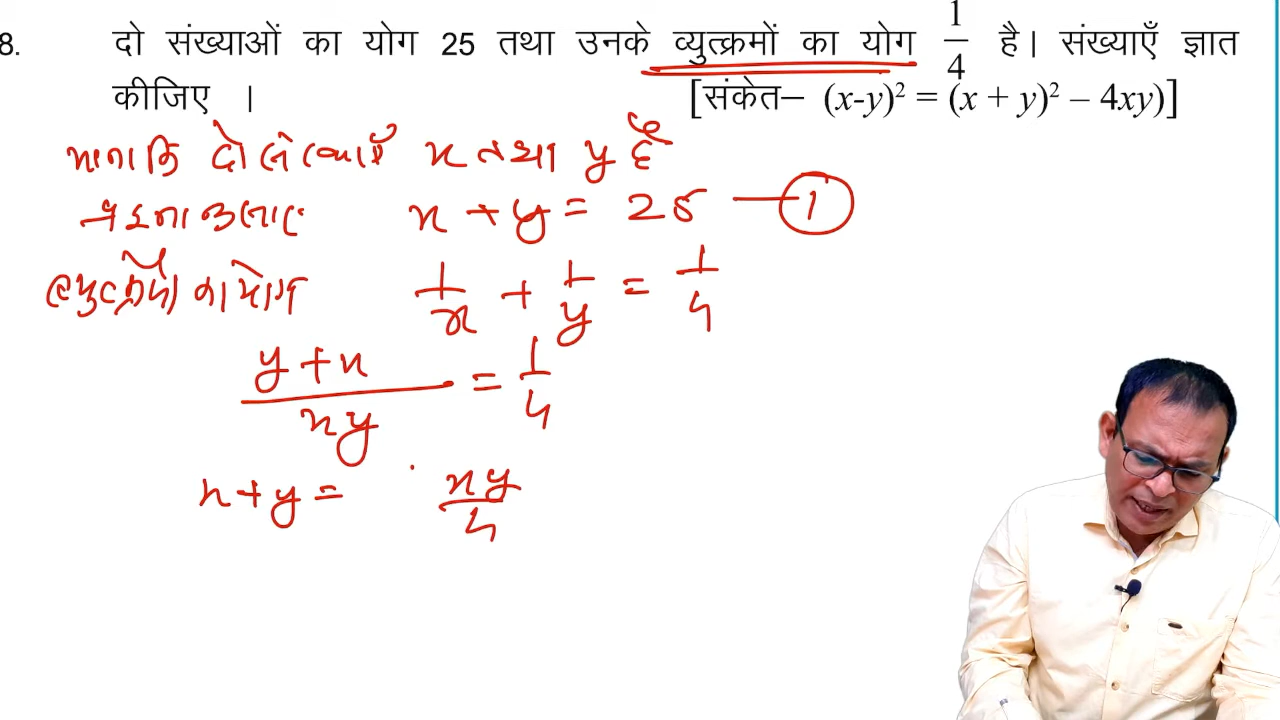 8. दो संख्याओं का योग 25 तथा उनके व्युत्क्रमों का योग 1/4 है। संख्याएँ ज्ञात
कीजिए । [संकेत– (x-y)² = (x + y)² – 4xy)]
माना कि दो संख्याएँ x तथा y हैं
x + y = 25 — 1
व्युत्क्रमों का योग 1/x + 1/y = 1/4
y + x / xy = 1/4
x + y = xy/4